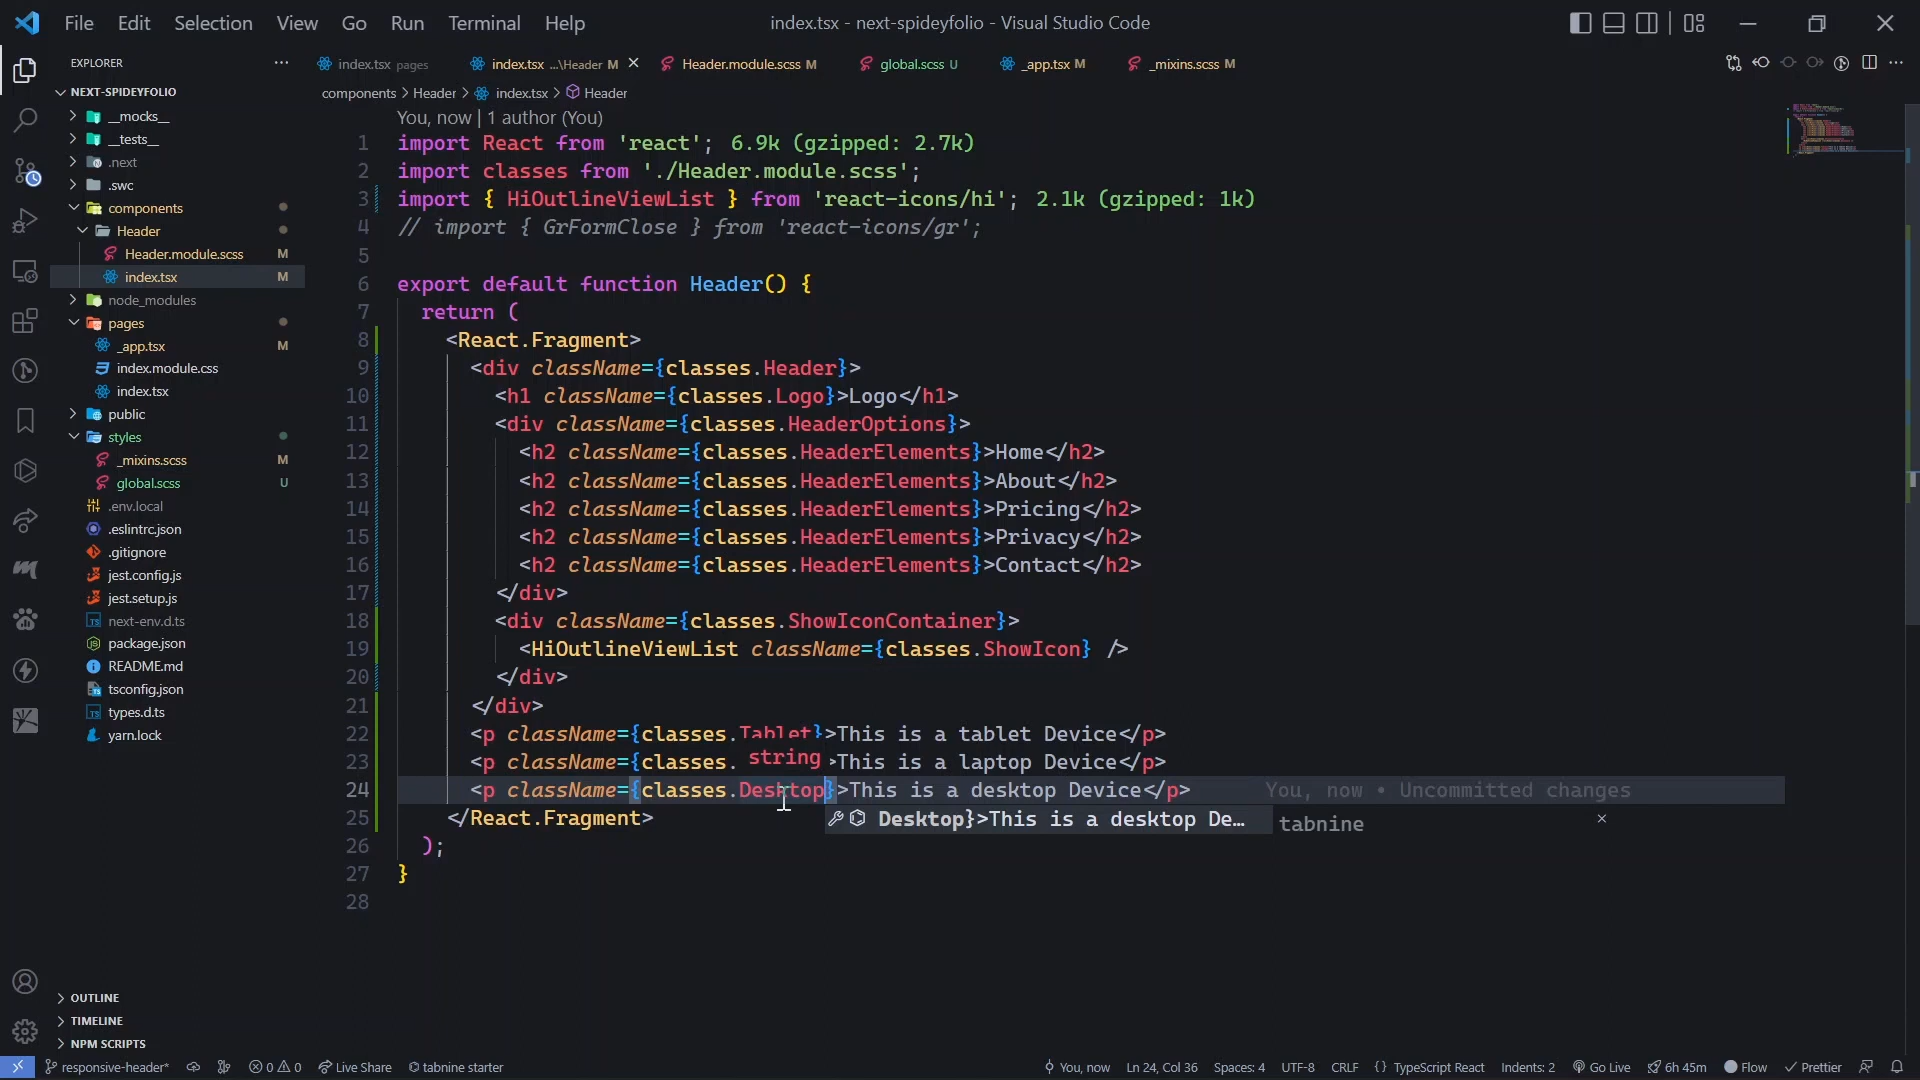 File Edit Selection View Go Run Terminal Help
index.tsx - next-spideyfolio - Visual Studio Code
EXPLORER
index.tsx pages
index.tsx ...\Header M
Header.module.scss M
global.scss U
_app.tsx M
_mixins.scss M
NEXT-SPIDEYFOLIO
__mocks__
__tests__
.next
.swc
components
Header
Header.module.scss M
index.tsx M
node_modules
pages
_app.tsx M
index.module.css
index.tsx
public
styles
_mixins.scss M
global.scss U
.env.local
.eslintrc.json
.gitignore
jest.config.js
jest.setup.js
next-env.d.ts
package.json
README.md
tsconfig.json
types.d.ts
yarn.lock
OUTLINE
TIMELINE
NPM SCRIPTS
components > Header > index.tsx > Header
You, now | 1 author (You)
1 import React from 'react'; 6.9k (gzipped: 2.7k)
2 import classes from './Header.module.scss';
3 import { HiOutlineViewList } from 'react-icons/hi'; 2.1k (gzipped: 1k)
4 // import { GrFormClose } from 'react-icons/gr';
5
6 export default function Header() {
7 return (
8 <React.Fragment>
9 <div className={classes.Header}>
10 <h1 className={classes.Logo}>Logo</h1>
11 <div className={classes.HeaderOptions}>
12 <h2 className={classes.HeaderElements}>Home</h2>
13 <h2 className={classes.HeaderElements}>About</h2>
14 <h2 className={classes.HeaderElements}>Pricing</h2>
15 <h2 className={classes.HeaderElements}>Privacy</h2>
16 <h2 className={classes.HeaderElements}>Contact</h2>
17 </div>
18 <div className={classes.ShowIconContainer}>
19 <HiOutlineViewList className={classes.ShowIcon} />
20 </div>
21 </div>
22 <p className={classes.Tablet}>This is a tablet Device</p>
23 <p className={classes. string >This is a laptop Device</p>
24 <p className={classes.Desktop}>This is a desktop Device</p> You, now • Uncommitted changes
25 </React.Fragment>
Desktop}>This is a desktop De... tabnine
26 );
27 }
28
responsive-header* 0 0 Live Share tabnine starter
You, now Ln 24, Col 36 Spaces: 4 UTF-8 CRLF {} TypeScript React Indents: 2 Go Live 6h 45m Flow Prettier